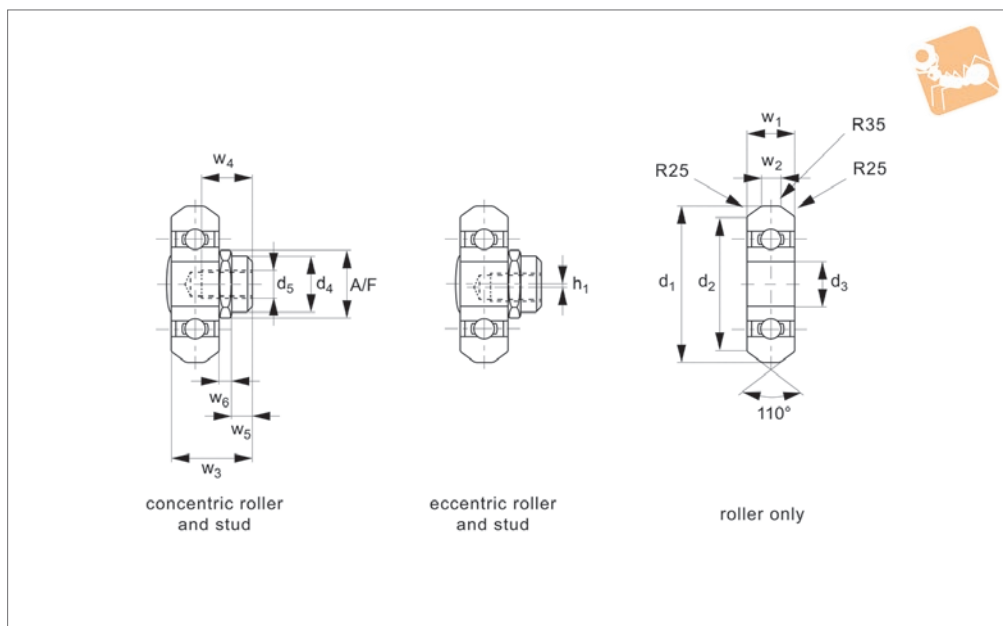 w₄
d₅
d₄
A/F
w₆
w₅
w₃
concentric roller
and stud
h₁
eccentric roller
and stud
w₁
R35
w₂
R25
R25
d₁
d₂
d₃
110°
roller only